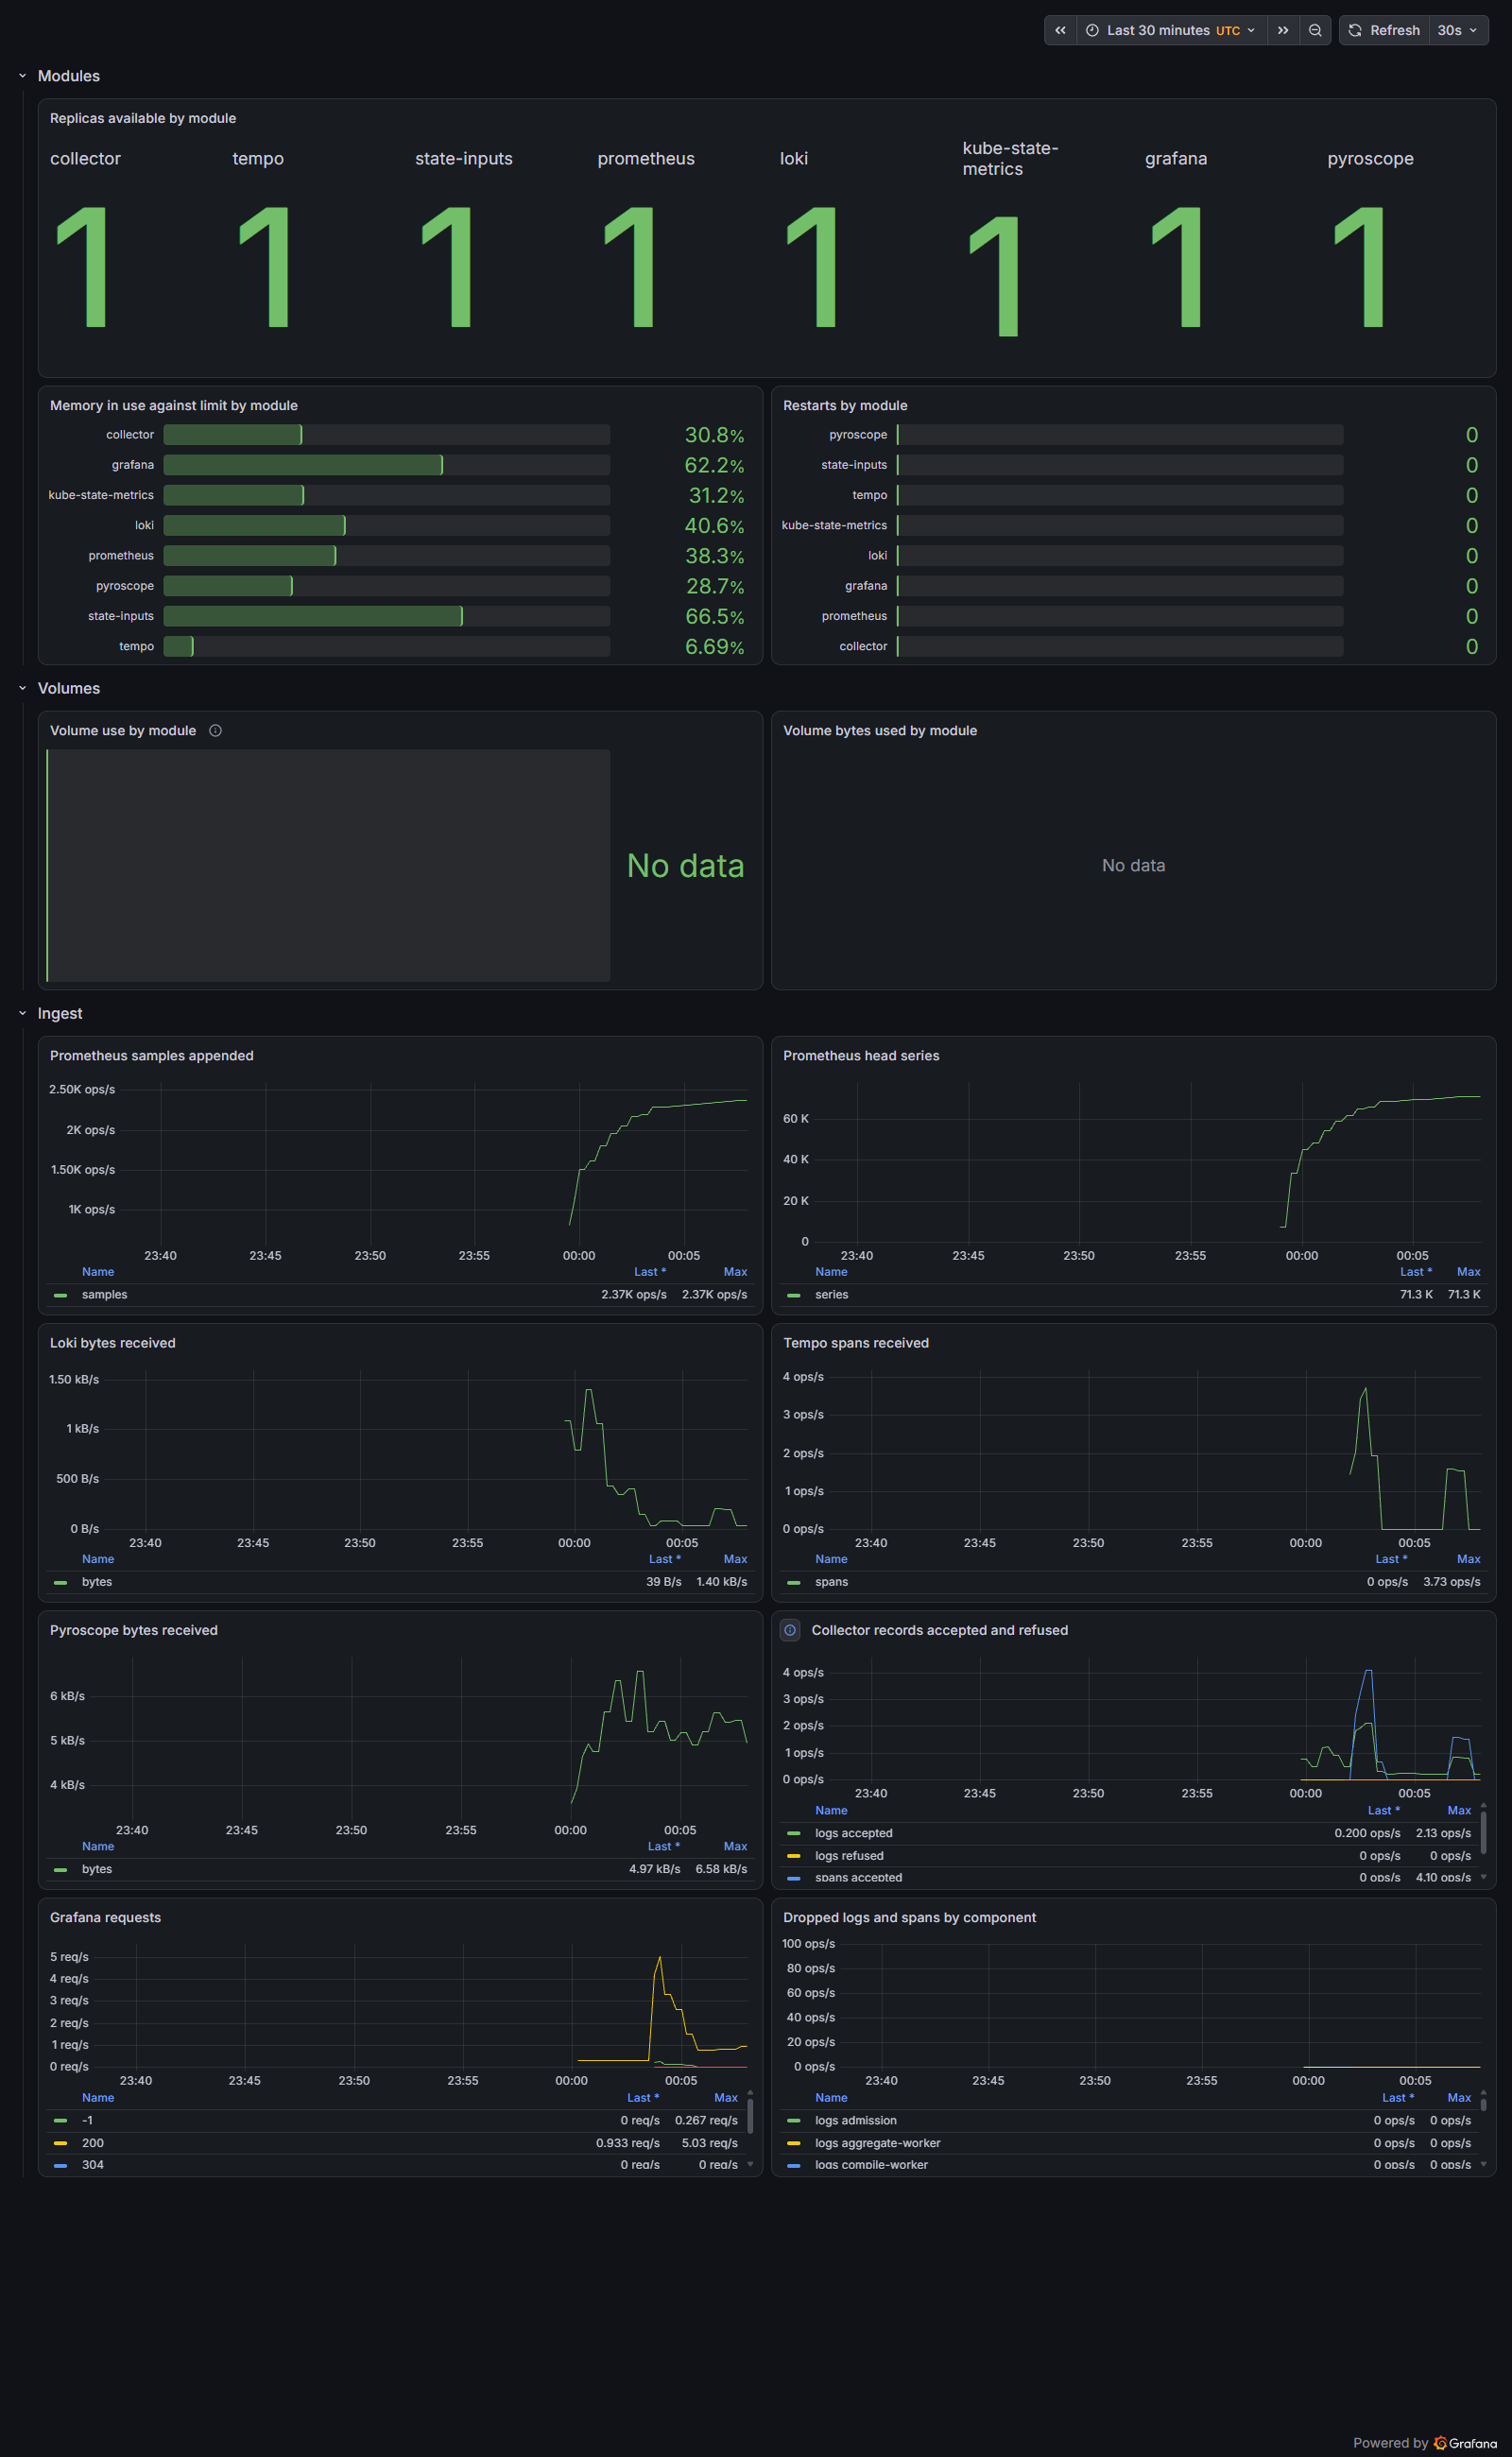 Last 30 minutes UTC
Refresh
30s
Modules
Replicas available by module
collector
tempo
state-inputs
prometheus
loki
kube-state-
metrics
grafana
pyroscope
1
1
1
1
1
1
1
1
Memory in use against limit by module
collector 30.8%
grafana 62.2%
kube-state-metrics 31.2%
loki 40.6%
prometheus 38.3%
pyroscope 28.7%
state-inputs 66.5%
tempo 6.69%
Restarts by module
pyroscope 0
state-inputs 0
tempo 0
kube-state-metrics 0
loki 0
grafana 0
prometheus 0
collector 0
Volumes
Volume use by module
No data
Volume bytes used by module
No data
Ingest
Prometheus samples appended
2.50K ops/s
2K ops/s
1.50K ops/s
1K ops/s
23:40 23:45 23:50 23:55 00:00 00:05
Name Last * Max
samples 2.37K ops/s 2.37K ops/s
Prometheus head series
60 K
40 K
20 K
0
23:40 23:45 23:50 23:55 00:00 00:05
Name Last * Max
series 71.3 K 71.3 K
Loki bytes received
1.50 kB/s
1 kB/s
500 B/s
0 B/s
23:40 23:45 23:50 23:55 00:00 00:05
Name Last * Max
bytes 39 B/s 1.40 kB/s
Tempo spans received
4 ops/s
3 ops/s
2 ops/s
1 ops/s
0 ops/s
23:40 23:45 23:50 23:55 00:00 00:05
Name Last * Max
spans 0 ops/s 3.73 ops/s
Pyroscope bytes received
6 kB/s
5 kB/s
4 kB/s
23:40 23:45 23:50 23:55 00:00 00:05
Name Last * Max
bytes 4.97 kB/s 6.58 kB/s
Collector records accepted and refused
4 ops/s
3 ops/s
2 ops/s
1 ops/s
0 ops/s
23:40 23:45 23:50 23:55 00:00 00:05
Name Last * Max
logs accepted 0.200 ops/s 2.13 ops/s
logs refused 0 ops/s 0 ops/s
spans accepted 0 ops/s 4.10 ops/s
Grafana requests
5 req/s
4 req/s
3 req/s
2 req/s
1 req/s
0 req/s
23:40 23:45 23:50 23:55 00:00 00:05
Name Last * Max
-1 0 req/s 0.267 req/s
200 0.933 req/s 5.03 req/s
304 0 req/s 0 req/s
Dropped logs and spans by component
100 ops/s
80 ops/s
60 ops/s
40 ops/s
20 ops/s
0 ops/s
23:40 23:45 23:50 23:55 00:00 00:05
Name Last * Max
logs admission 0 ops/s 0 ops/s
logs aggregate-worker 0 ops/s 0 ops/s
logs compile-worker 0 ops/s 0 ops/s
Powered by Grafana